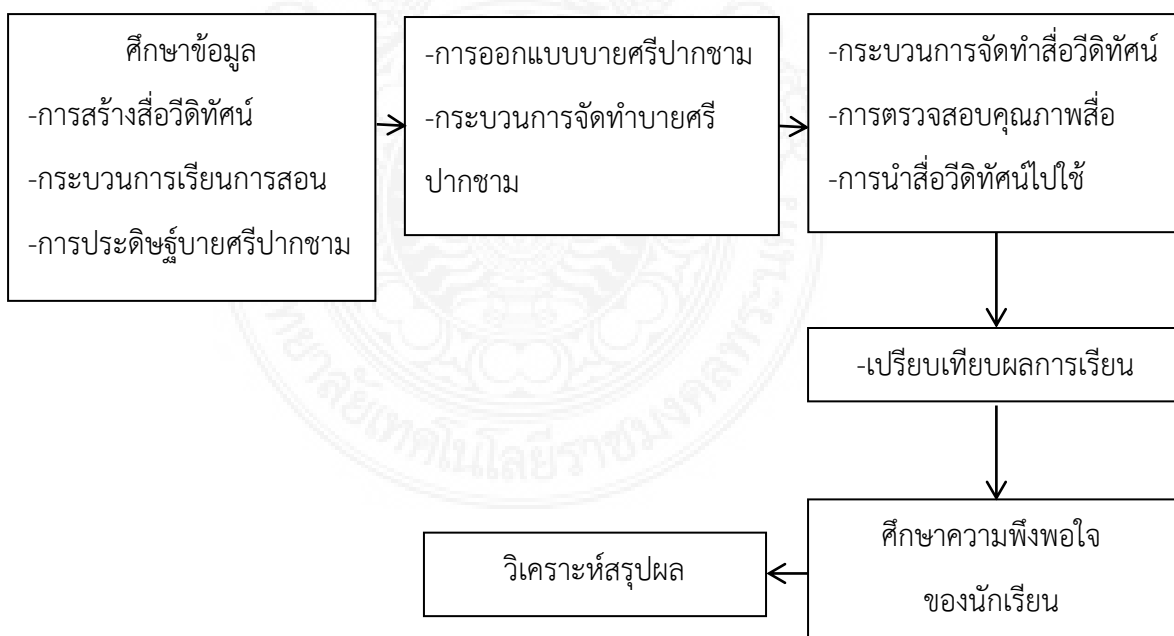 ศึกษาข้อมูล
-การสร้างสื่อวีดิทัศน์
-กระบวนการเรียนการสอน
-การประดิษฐ์บายศรีปากชาม
-การออกแบบบายศรีปากชาม
-กระบวนการจัดทำบายศรี
ปากชาม
-กระบวนการจัดทำสื่อวีดิทัศน์
-การตรวจสอบคุณภาพสื่อ
-การนำสื่อวีดิทัศน์ไปใช้
-เปรียบเทียบผลการเรียน
ศึกษาความพึงพอใจ
ของนักเรียน
วิเคราะห์สรุปผล